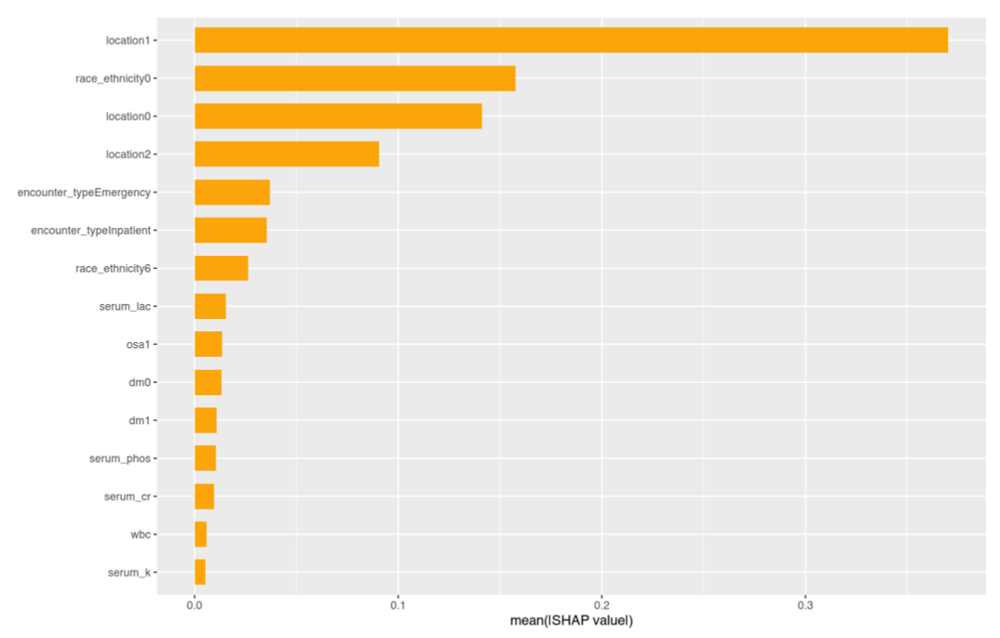 location1
race_ethnicity0
location0
location2
encounter_typeEmergency
encounter_typeInpatient
race_ethnicity6
serum_lac
osa1
dm0
dm1
serum_phos
serum_cr
wbc
serum_k
0.0 0.1 0.2 0.3
mean(|SHAP value|)